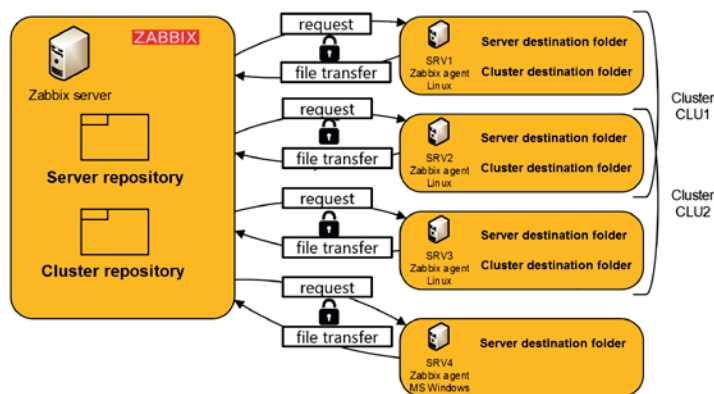 ZABBIX
Zabbix server
Server repository
Cluster repository
request
file transfer
SRV1
Zabbix agent
Linux
Server destination folder
Cluster destination folder
request
file transfer
SRV2
Zabbix agent
Linux
Server destination folder
Cluster destination folder
request
file transfer
SRV3
Zabbix agent
Linux
Server destination folder
Cluster destination folder
request
file transfer
SRV4
Zabbix agent
MS Windows
Server destination folder
Cluster
CLU1
Cluster
CLU2